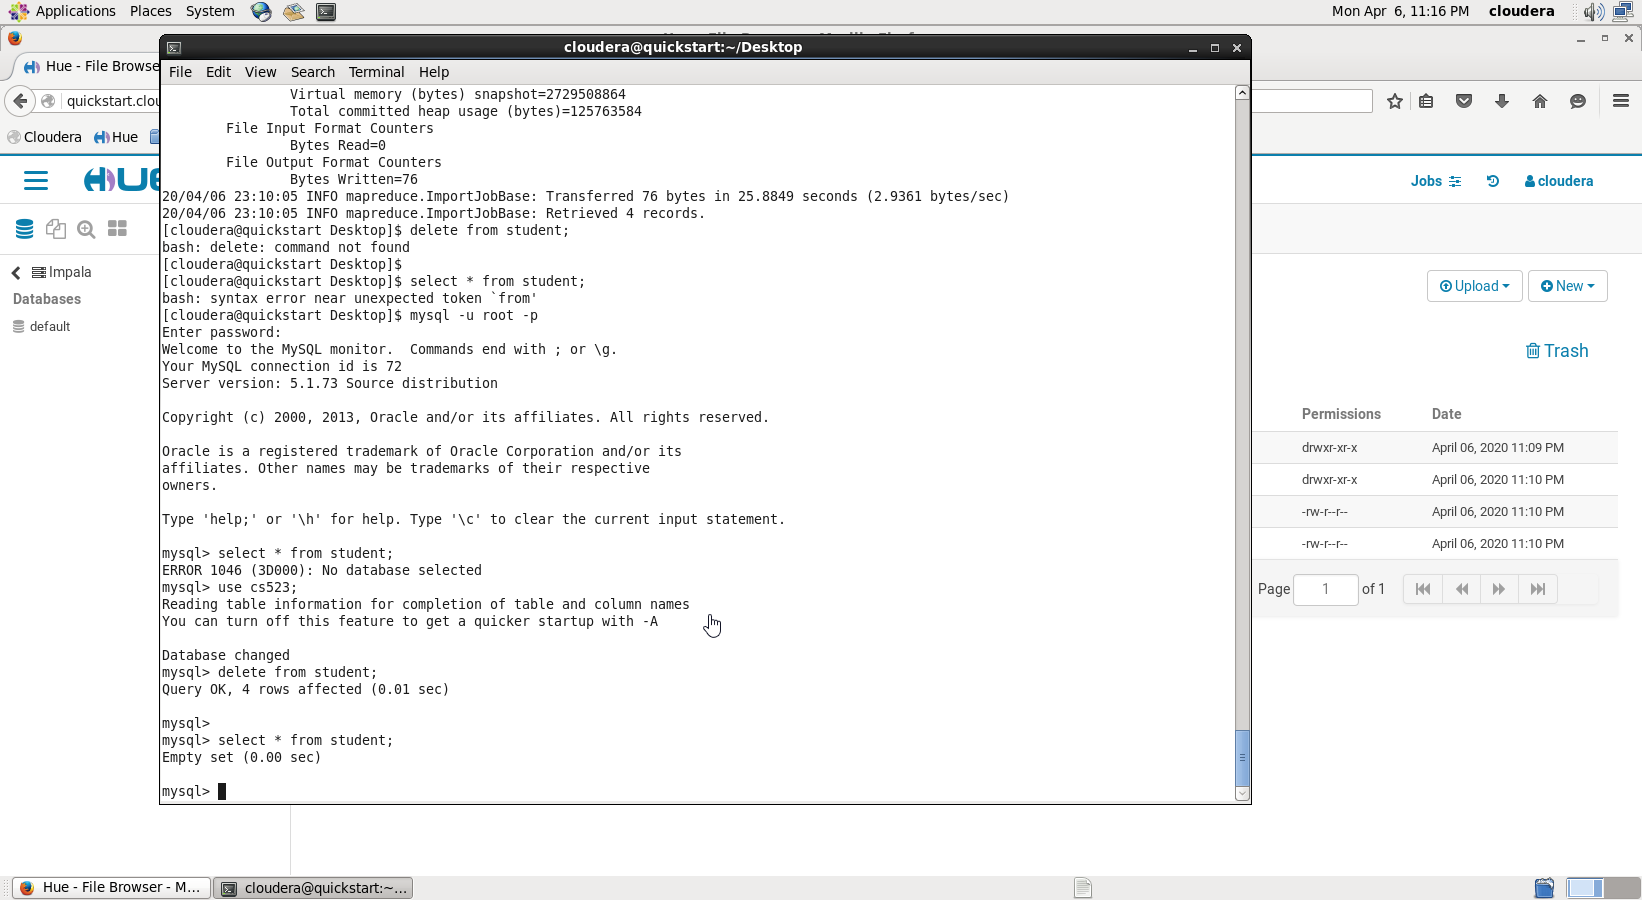 Applications Places System
Mon Apr 6, 11:16 PM cloudera
cloudera@quickstart:~/Desktop
Hue - File Browse
File Edit View Search Terminal Help
quickstart.clou
Cloudera Hue
HUE
Jobs
cloudera
Impala
Databases
default
Upload
New
Trash
Permissions Date
drwxr-xr-x April 06, 2020 11:09 PM
drwxr-xr-x April 06, 2020 11:10 PM
-rw-r--r-- April 06, 2020 11:10 PM
-rw-r--r-- April 06, 2020 11:10 PM
Page 1 of 1
Virtual memory (bytes) snapshot=2729508864
Total committed heap usage (bytes)=125763584
File Input Format Counters
Bytes Read=0
File Output Format Counters
Bytes Written=76
20/04/06 23:10:05 INFO mapreduce.ImportJobBase: Transferred 76 bytes in 25.8849 seconds (2.9361 bytes/sec)
20/04/06 23:10:05 INFO mapreduce.ImportJobBase: Retrieved 4 records.
[cloudera@quickstart Desktop]$ delete from student;
bash: delete: command not found
[cloudera@quickstart Desktop]$
[cloudera@quickstart Desktop]$ select * from student;
bash: syntax error near unexpected token `from'
[cloudera@quickstart Desktop]$ mysql -u root -p
Enter password:
Welcome to the MySQL monitor.  Commands end with ; or \g.
Your MySQL connection id is 72
Server version: 5.1.73 Source distribution
Copyright (c) 2000, 2013, Oracle and/or its affiliates. All rights reserved.
Oracle is a registered trademark of Oracle Corporation and/or its
affiliates. Other names may be trademarks of their respective
owners.
Type 'help;' or '\h' for help. Type '\c' to clear the current input statement.
mysql> select * from student;
ERROR 1046 (3D000): No database selected
mysql> use cs523;
Reading table information for completion of table and column names
You can turn off this feature to get a quicker startup with -A
Database changed
mysql> delete from student;
Query OK, 4 rows affected (0.01 sec)
mysql>
mysql> select * from student;
Empty set (0.00 sec)
mysql>
Hue - File Browser - M...
cloudera@quickstart:~...